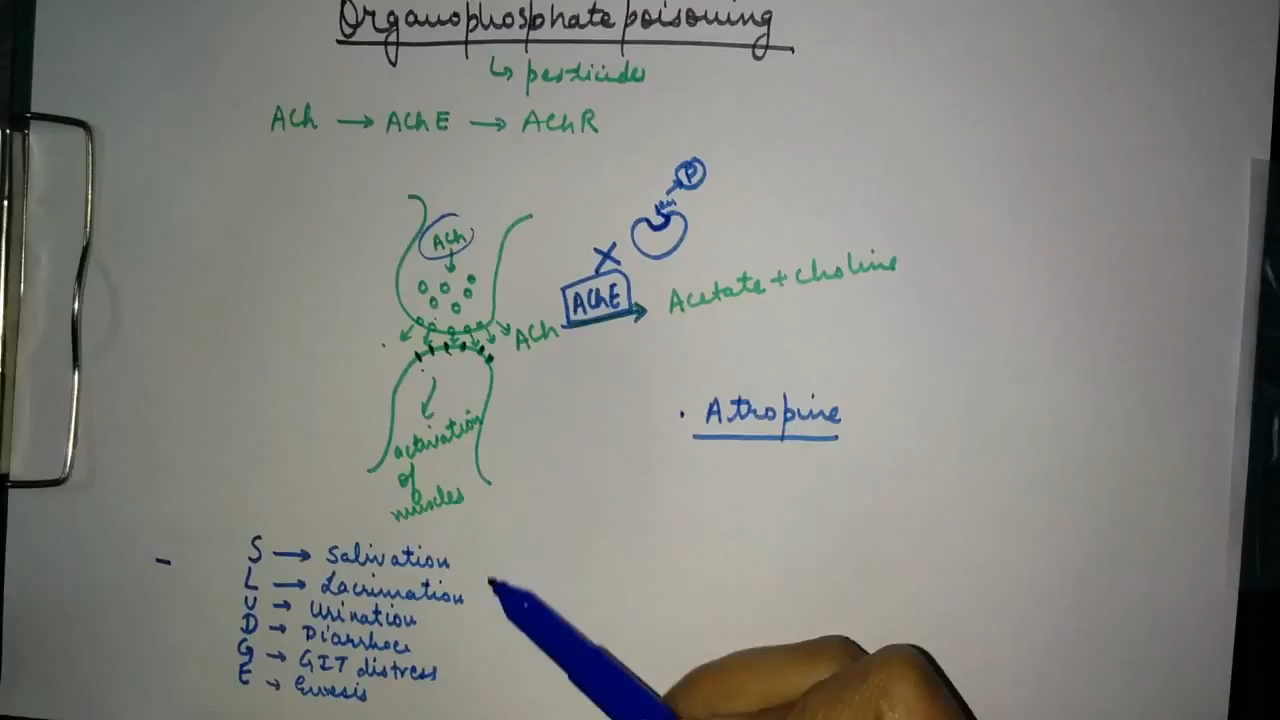 Organophosphate poisoning
↳ pesticides
ACh → AChE → AChR
P
ACh
AChE
Acetate + choline
ACh
Atropine
activation
of
muscles
S → Salivation
L → Lacrimation
U → Urination
D → Diarrhoea
G → GIT distress
E → Emesis